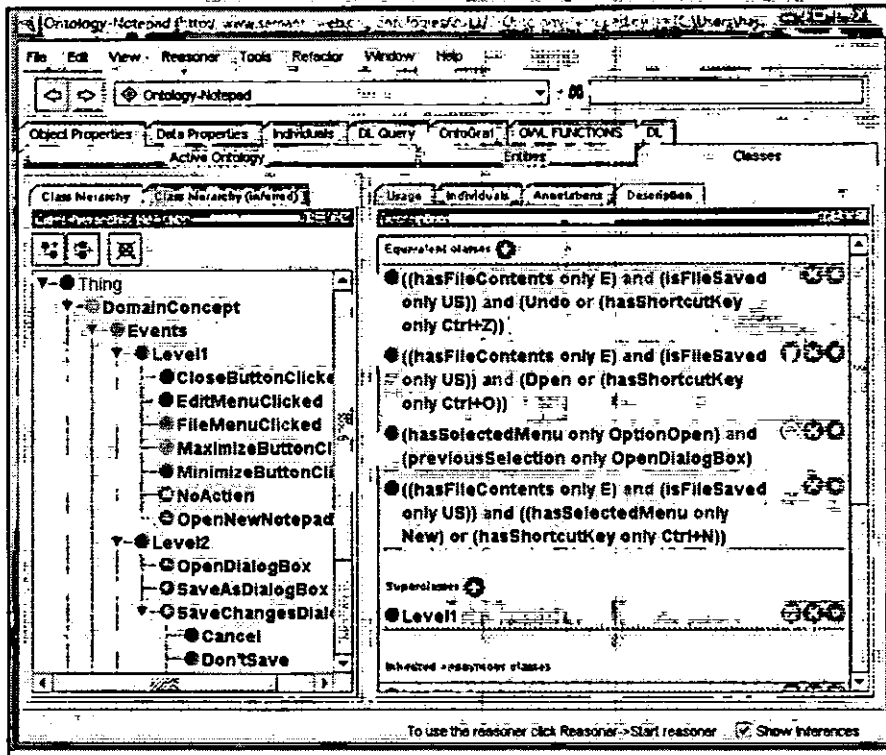 Ontology-Notepad
File Edit View Reasoner Tools Refactor Window Help
Ontology-Notepad
Object Properties Data Properties Individuals DL Query OntoGraf OWL FUNCTIONS DL
Active Ontology Entities Classes
Class Hierarchy Class hierarchy (inferred)
Usage Individuals Annotations Description
Equivalent classes
Thing
DomainConcept
Events
Level1
CloseButtonClicke
EditMenuClicked
FileMenuClicked
MaximizeButtonCl
MinimizeButtonCli
NoAction
OpenNewNotepad
Level2
OpenDialogBox
SaveAsDialogBox
SaveChangesDial
Cancel
Don'tSave
((hasFileContents only E) and (isFileSaved
only US)) and (Undo or (hasShortcutKey
only Ctrl+Z))
((hasFileContents only E) and (isFileSaved
only US)) and (Open or (hasShortcutKey
only Ctrl+O))
(hasSelectedMenu only OptionOpen) and
(previousSelection only OpenDialogBox)
((hasFileContents only E) and (isFileSaved
only US)) and ((hasSelectedMenu only
New) or (hasShortcutKey only Ctrl+N))
Superclasses
Level1
Inherited anonymous classes
To use the reasoner click Reasoner->Start reasoner Show Inferences